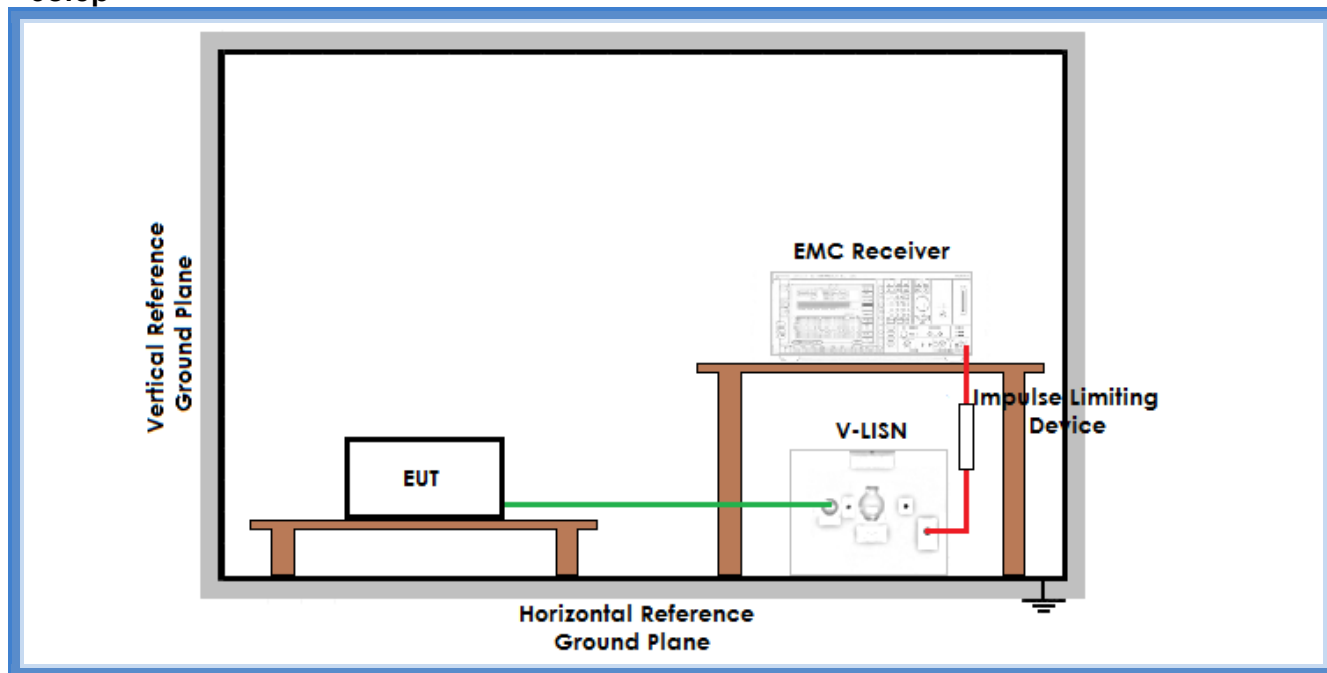 EMC Receiver
Vertical Reference
Ground Plane
Impulse Limiting
Device
V-LISN
EUT
Horizontal Reference
Ground Plane